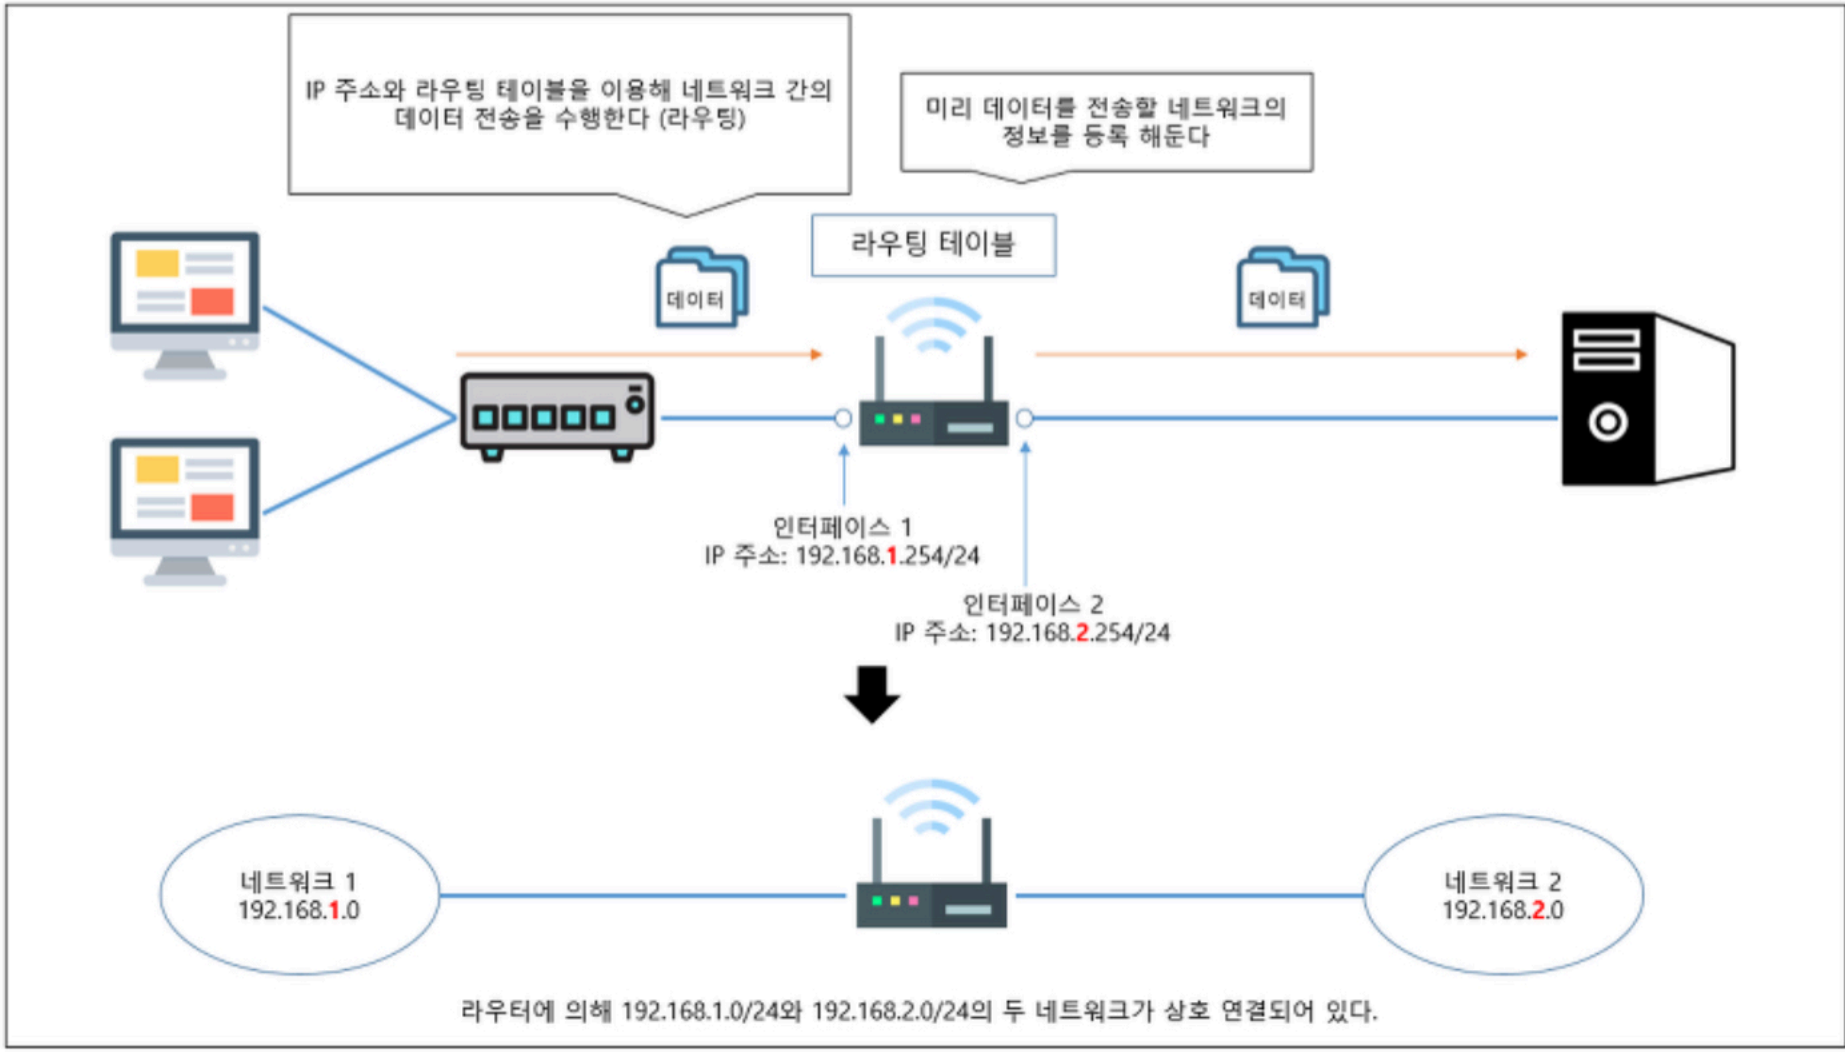 IP 주소와 라우팅 테이블을 이용해 네트워크 간의
데이터 전송을 수행한다 (라우팅)
미리 데이터를 전송할 네트워크의
정보를 등록 해둔다
라우팅 테이블
데이터
데이터
인터페이스 1
IP 주소: 192.168.1.254/24
인터페이스 2
IP 주소: 192.168.2.254/24
네트워크 1
192.168.1.0
네트워크 2
192.168.2.0
라우터에 의해 192.168.1.0/24와 192.168.2.0/24의 두 네트워크가 상호 연결되어 있다.